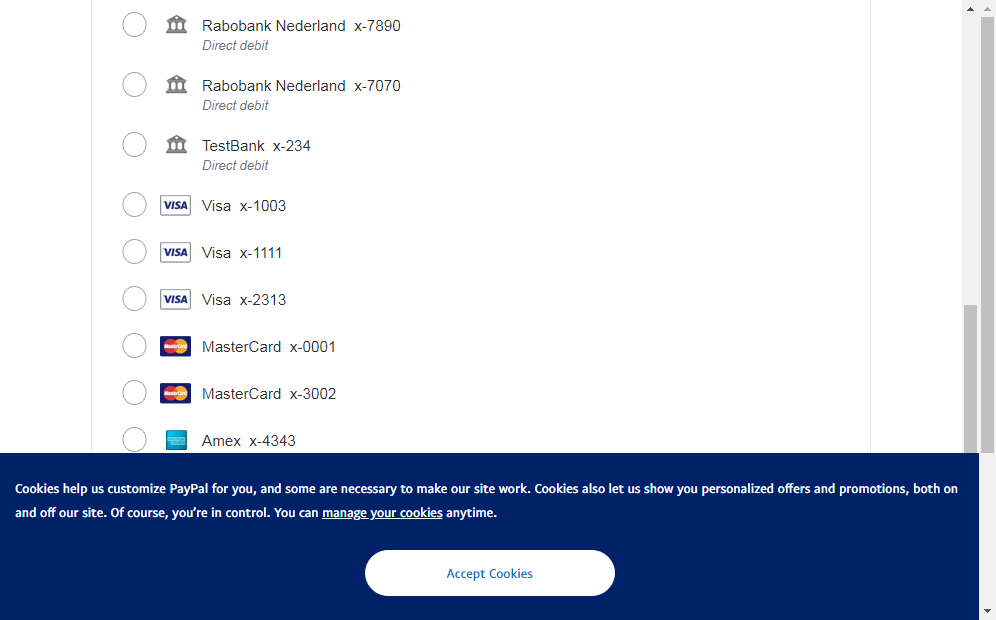 Rabobank Nederland x-7890
Direct debit
Rabobank Nederland x-7070
Direct debit
TestBank x-234
Direct debit
VISA Visa x-1003
VISA Visa x-1111
VISA Visa x-2313
MasterCard MasterCard x-0001
MasterCard MasterCard x-3002
Amex x-4343
Cookies help us customize PayPal for you, and some are necessary to make our site work. Cookies also let us show you personalized offers and promotions, both on
and off our site. Of course, you’re in control. You can manage your cookies anytime.
Accept Cookies